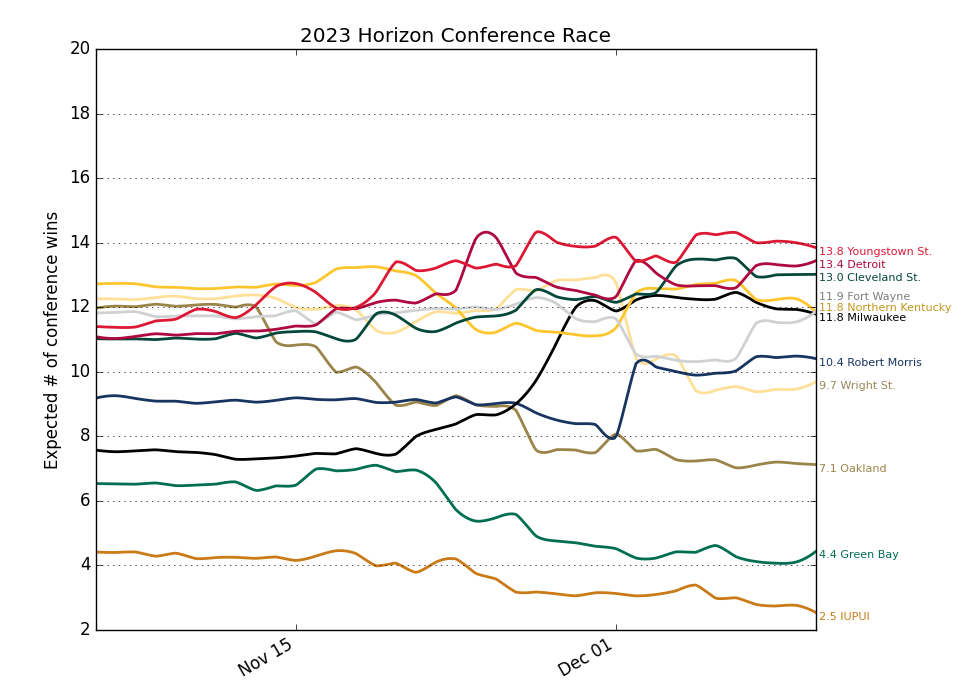 2023 Horizon Conference Race
Expected # of conference wins
20
18
16
14
12
10
8
6
4
2
Nov 15
Dec 01
13.8 Youngstown St.
13.4 Detroit
13.0 Cleveland St.
11.9 Fort Wayne
11.8 Northern Kentucky
11.8 Milwaukee
10.4 Robert Morris
9.7 Wright St.
7.1 Oakland
4.4 Green Bay
2.5 IUPUI